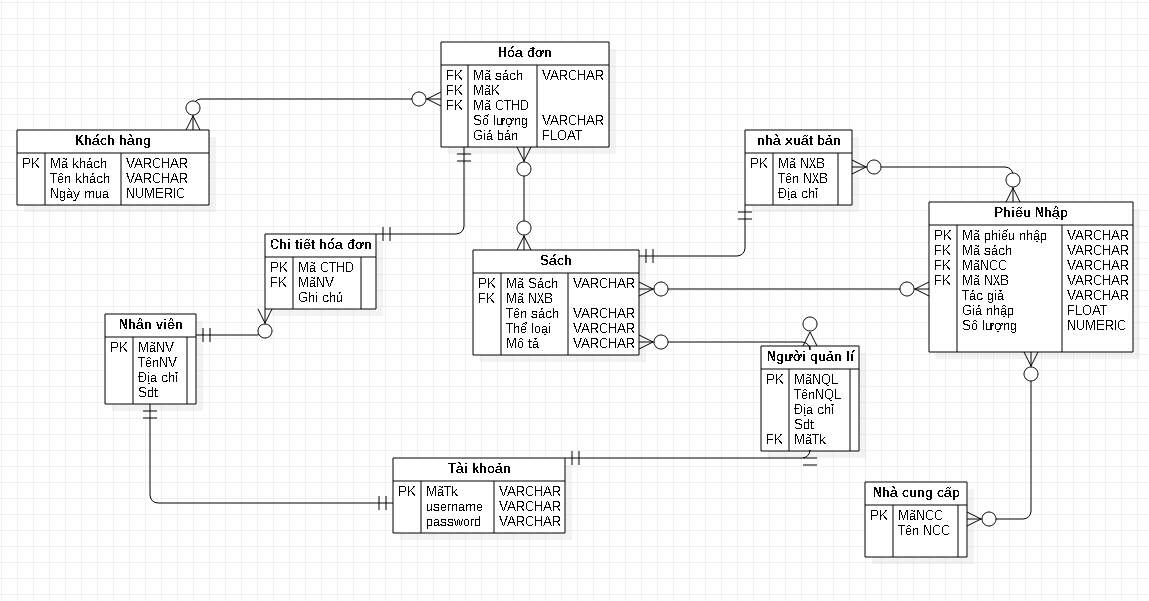 Hóa đơn
FK Mã sách VARCHAR
FK MãK
FK Mã CTHD
Số lượng VARCHAR
Giá bán FLOAT
Khách hàng
PK Mã khách VARCHAR
Tên khách VARCHAR
Ngày mua NUMERIC
nhà xuất bản
PK Mã NXB
Tên NXB
Địa chỉ
Phiếu Nhập
PK Mã phiếu nhập VARCHAR
FK Mã sách VARCHAR
FK MãNCC VARCHAR
FK Mã NXB VARCHAR
Tác giả VARCHAR
Giá nhập FLOAT
Số lượng NUMERIC
Chi tiết hóa đơn
PK Mã CTHD
FK MãNV
Ghi chú
Sách
PK Mã Sách VARCHAR
FK Mã NXB
Tên sách VARCHAR
Thể loại VARCHAR
Mô tả VARCHAR
Nhân viên
PK MãNV
TênNV
Địa chỉ
Sdt
Người quản lí
PK MãNQL
TênNQL
Địa chỉ
Sdt
FK MãTk
Tài khoản
PK MãTk VARCHAR
username VARCHAR
password VARCHAR
Nhà cung cấp
PK MãNCC
Tên NCC